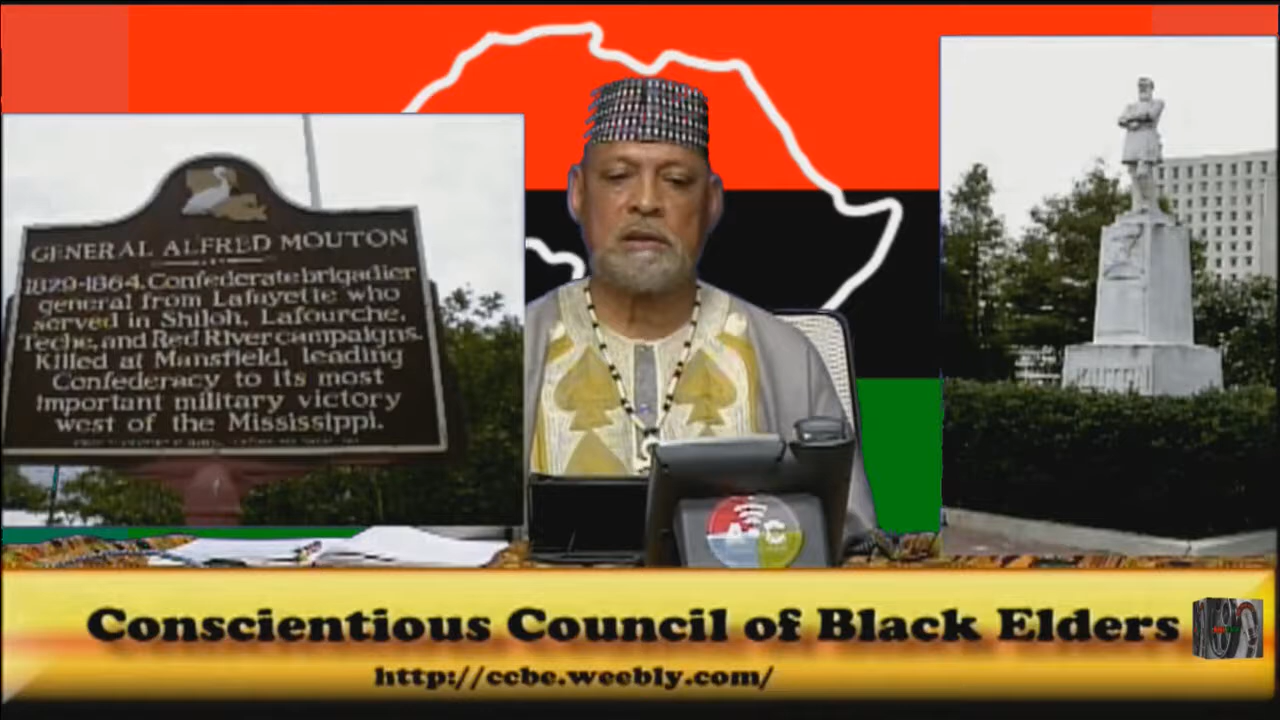 GENERAL ALFRED MOUTON
1829-1864. Confederate brigadier
general from Lafayette who
served in Shiloh, Lafourche,
Teche, and Red River campaigns.
Killed at Mansfield, leading
Confederacy to its most
important military victory
west of the Mississippi.
Conscientious Council of Black Elders
http://ccbe.weebly.com/